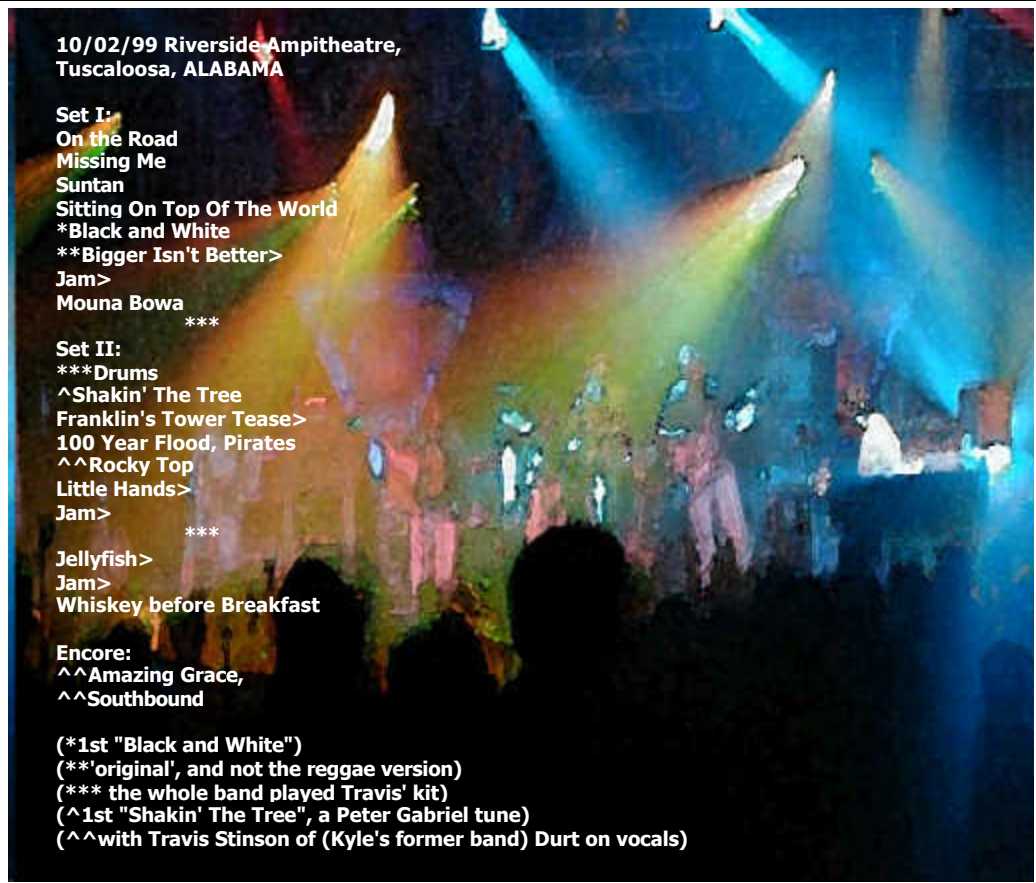 10/02/99 Riverside Ampitheatre,
Tuscaloosa, ALABAMA
Set I:
On the Road
Missing Me
Suntan
Sitting On Top Of The World
*Black and White
**Bigger Isn't Better>
Jam>
Mouna Bowa
***
Set II:
***Drums
^Shakin' The Tree
Franklin's Tower Tease>
100 Year Flood, Pirates
^^Rocky Top
Little Hands>
Jam>
***
Jellyfish>
Jam>
Whiskey before Breakfast
Encore:
^^Amazing Grace,
^^Southbound
(*1st "Black and White")
(**'original', and not the reggae version)
(*** the whole band played Travis' kit)
(^1st "Shakin' The Tree", a Peter Gabriel tune)
(^^with Travis Stinson of (Kyle's former band) Durt on vocals)